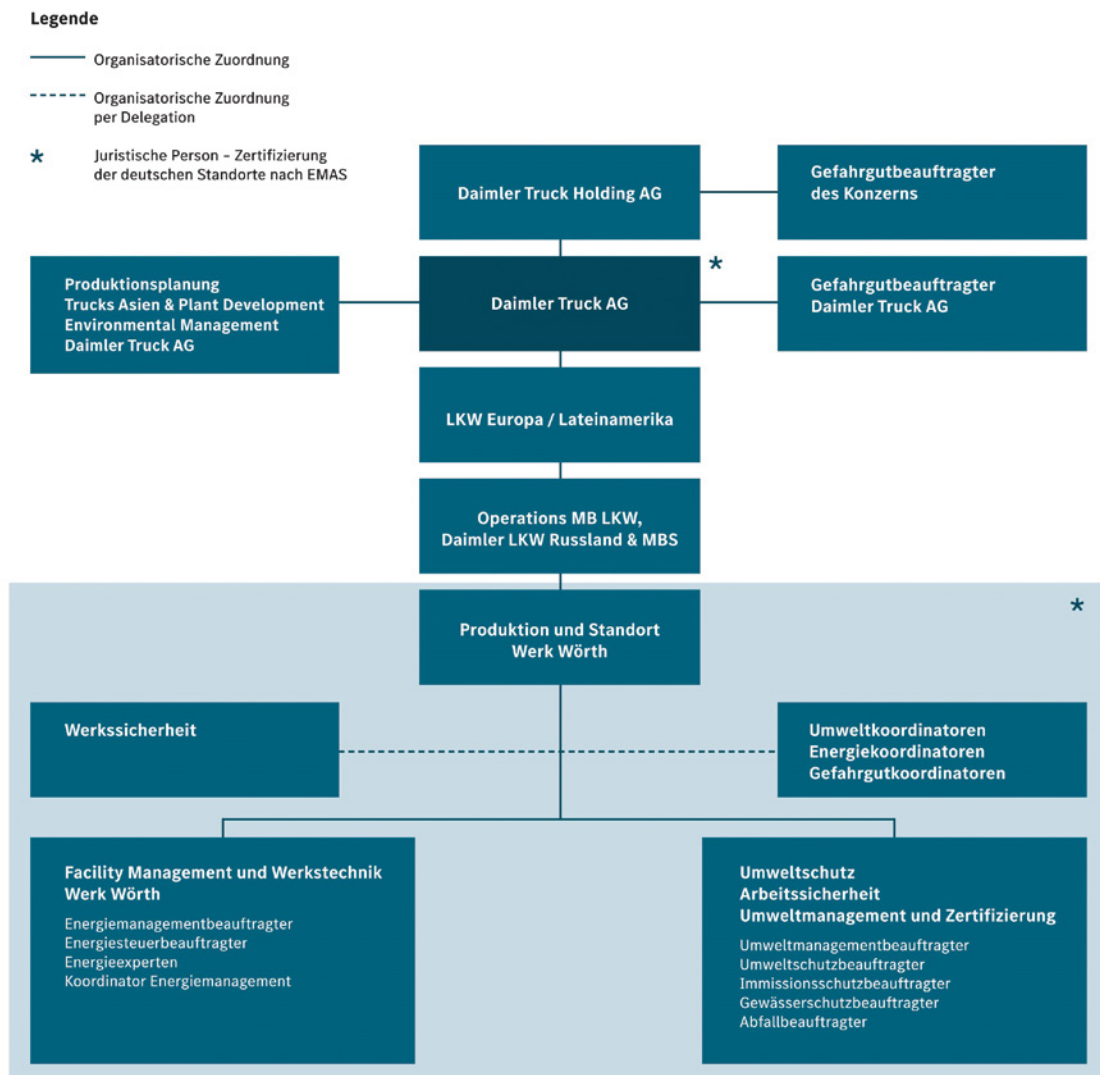 Legende
Organisatorische Zuordnung
Organisatorische Zuordnung
per Delegation
*
Juristische Person – Zertifizierung
der deutschen Standorte nach EMAS
Daimler Truck Holding AG
Gefahrgutbeauftragter
des Konzerns
Produktionsplanung
Trucks Asien & Plant Development
Environmental Management
Daimler Truck AG
Daimler Truck AG
*
Gefahrgutbeauftragter
Daimler Truck AG
LKW Europa / Lateinamerika
Operations MB LKW,
Daimler LKW Russland & MBS
*
Produktion und Standort
Werk Wörth
Werkssicherheit
Umweltkoordinatoren
Energiekoordinatoren
Gefahrgutkoordinatoren
Facility Management und Werkstechnik
Werk Wörth
Energiemanagementbeauftragter
Energiesteuerbeauftragter
Energieexperten
Koordinator Energiemanagement
Umweltschutz
Arbeitssicherheit
Umweltmanagement und Zertifizierung
Umweltmanagementbeauftragter
Umweltschutzbeauftragter
Immissionsschutzbeauftragter
Gewässerschutzbeauftragter
Abfallbeauftragter